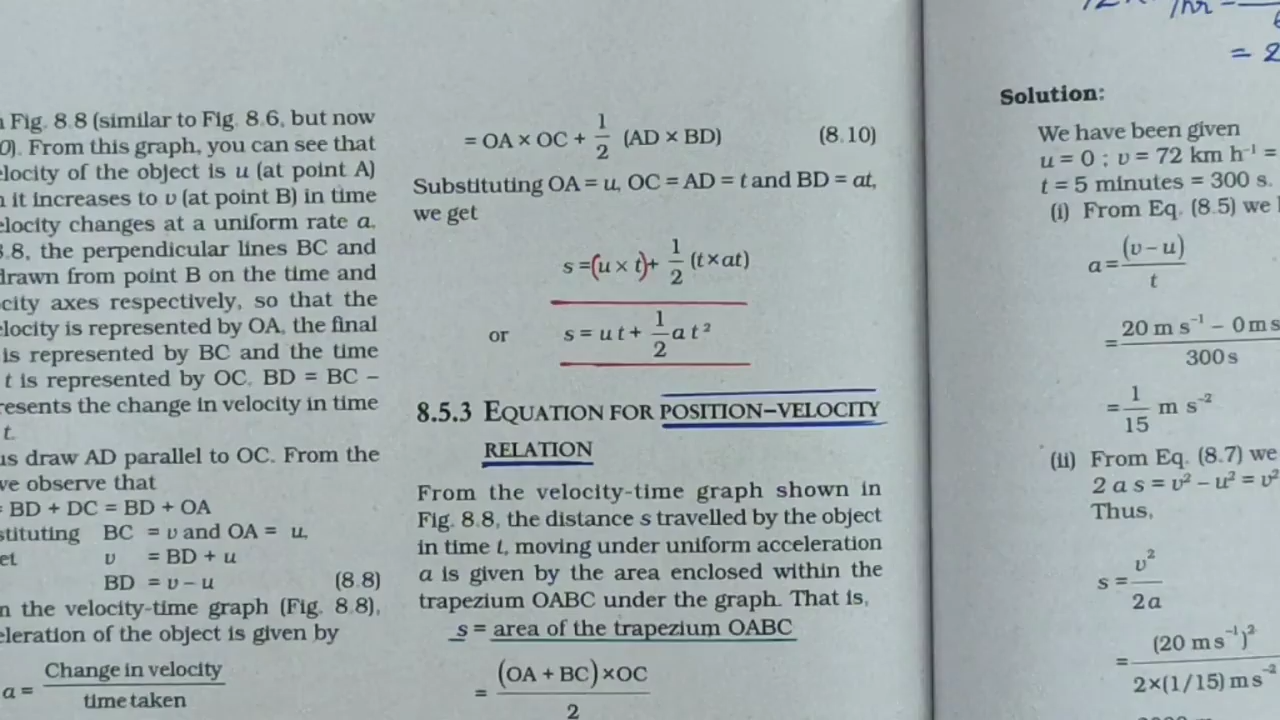 Fig. 8.8 (similar to Fig. 8.6, but now
0). From this graph, you can see that
velocity of the object is u (at point A)
it increases to v (at point B) in time
velocity changes at a uniform rate a.
8.8, the perpendicular lines BC and
drawn from point B on the time and
city axes respectively, so that the
velocity is represented by OA, the final
is represented by BC and the time
t is represented by OC. BD = BC –
resents the change in velocity in time
t.
us draw AD parallel to OC. From the
we observe that
= BD + DC = BD + OA
stituting BC = v and OA = u,
et v = BD + u
BD = v – u (8.8)
the velocity-time graph (Fig. 8.8),
eleration of the object is given by
a = Change in velocity / time taken
= OA × OC + 1/2 (AD × BD) (8.10)
Substituting OA = u, OC = AD = t and BD = at,
we get
s = (u × t) + 1/2 (t × at)
or s = u t + 1/2 a t²
8.5.3 EQUATION FOR POSITION–VELOCITY
RELATION
From the velocity-time graph shown in
Fig. 8.8, the distance s travelled by the object
in time t, moving under uniform acceleration
a is given by the area enclosed within the
trapezium OABC under the graph. That is,
s = area of the trapezium OABC
= (OA + BC) × OC / 2
= 2
Solution:
We have been given
u = 0 ; v = 72 km h⁻¹ =
t = 5 minutes = 300 s.
(i) From Eq. (8.5) we
a = (v – u) / t
= 20 m s⁻¹ – 0 m s / 300 s
= 1/15 m s⁻²
(ii) From Eq. (8.7) we
2 a s = v² – u² = v²
Thus,
s = v² / 2a
= (20 m s⁻¹)² / 2×(1/15) m s⁻²